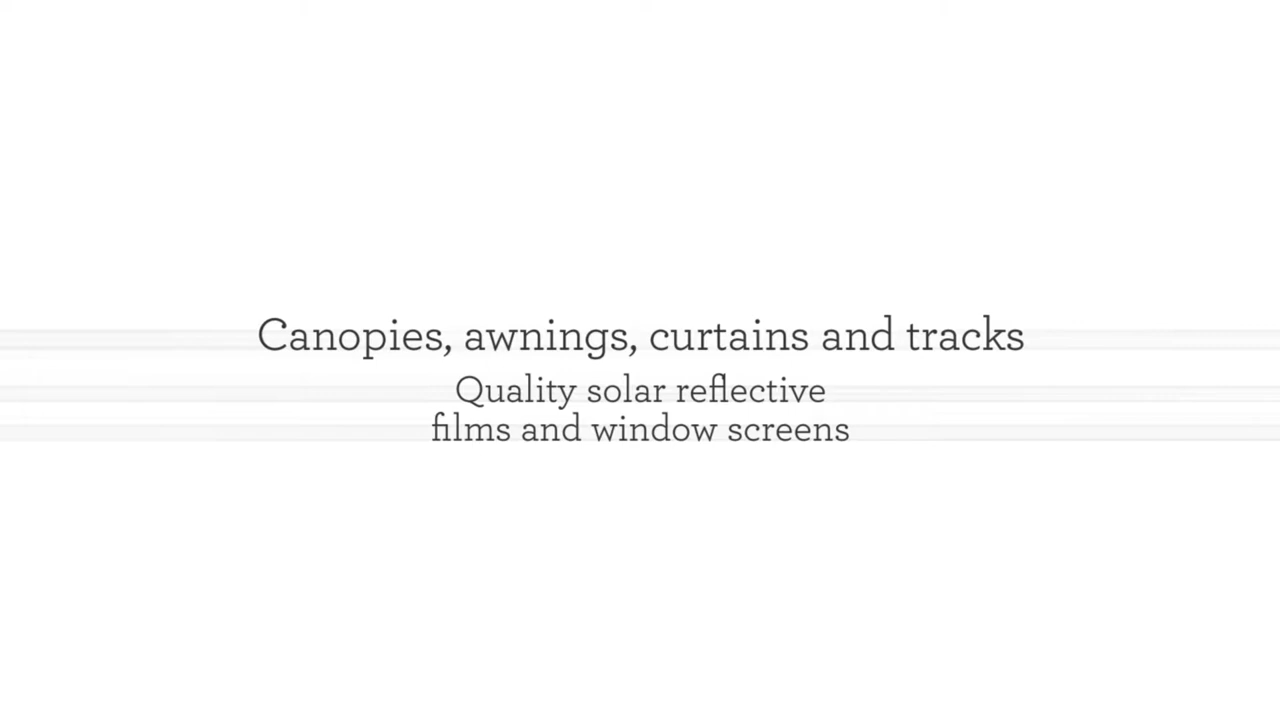 Canopies, awnings, curtains and tracks
Quality solar reflective
films and window screens